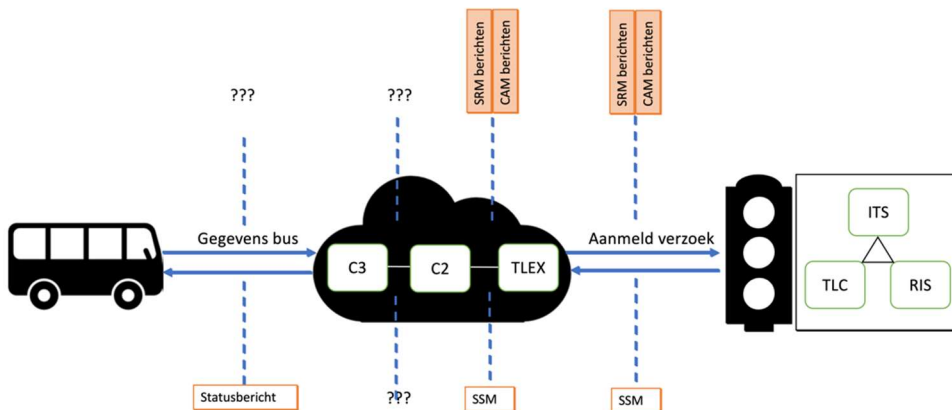 ???
???
SRM berichten
CAM berichten
SRM berichten
CAM berichten
Gegevens bus
C3
C2
TLEX
Aanmeld verzoek
ITS
TLC
RIS
Statusbericht
???
SSM
SSM